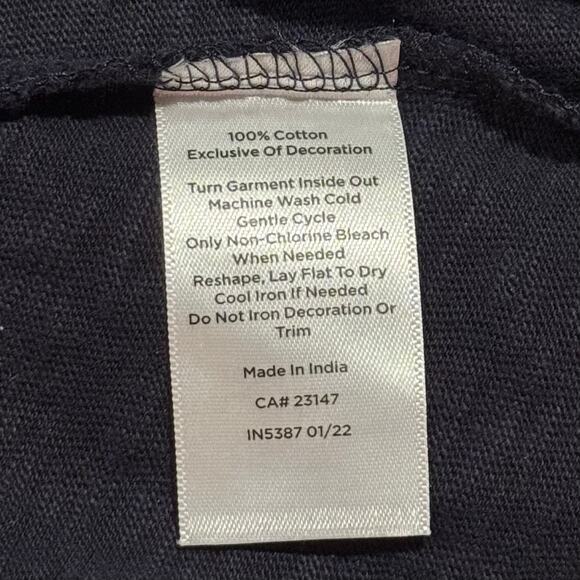 100% Cotton
Exclusive Of Decoration
Turn Garment Inside Out
Machine Wash Cold
Gentle Cycle
Only Non-Chlorine Bleach
When Needed
Reshape, Lay Flat To Dry
Cool Iron If Needed
Do Not Iron Decoration Or
Trim
Made In India
CA# 23147
IN5387 01/22